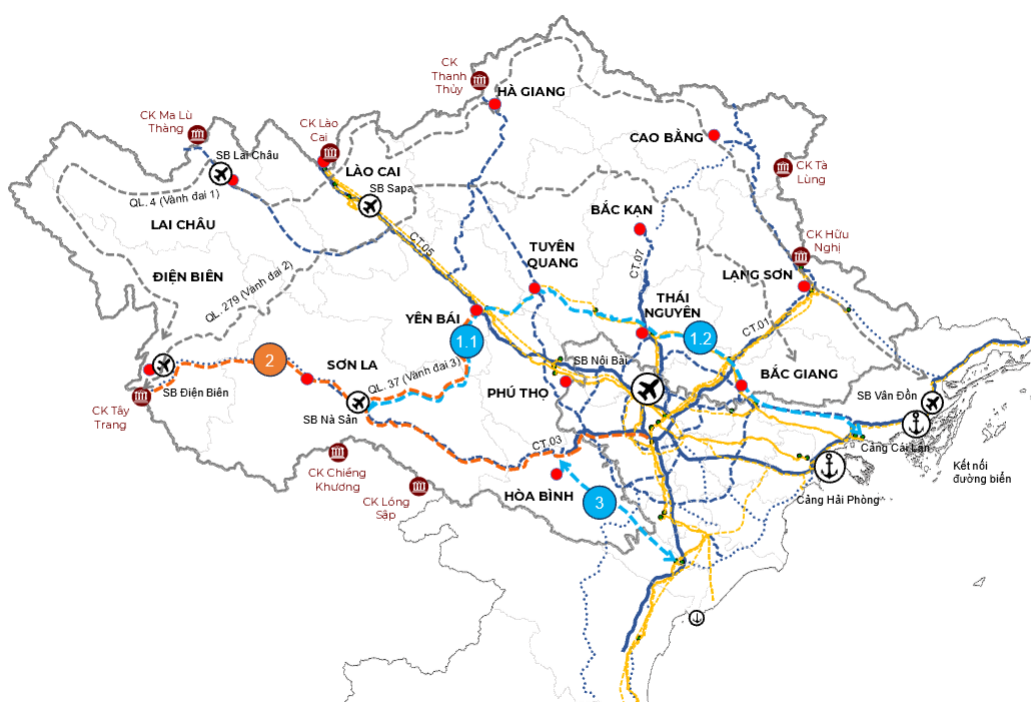 CK
Thanh
Thủy
HÀ GIANG
CK Ma Lù
Thàng
CK Lào
Cai
CAO BẰNG
SB Lai Châu
LÀO CAI
CK Tà
Lùng
SB Sapa
QL. 4 (Vành đai 1)
BẮC KẠN
LAI CHÂU
CK Hữu
Nghị
CT.05
TUYÊN
QUANG
CT.07
ĐIỆN BIÊN
LẠNG SƠN
QL. 279 (Vành đai 2)
THÁI
NGUYÊN
YÊN BÁI
1.1
1.2
CT.01
2
SƠN LA
SB Nội Bài
BẮC GIANG
QL. 37 (Vành đai 3)
PHÚ THỌ
SB Điện Biên
SB Vân Đồn
CK Tây
Trang
SB Nà Sản
CT.03
Cảng Cái Lân
CK Chiềng
Khương
Kết nối
đường biển
CK Lóng
Sập
HÒA BÌNH
3
Cảng Hải Phòng